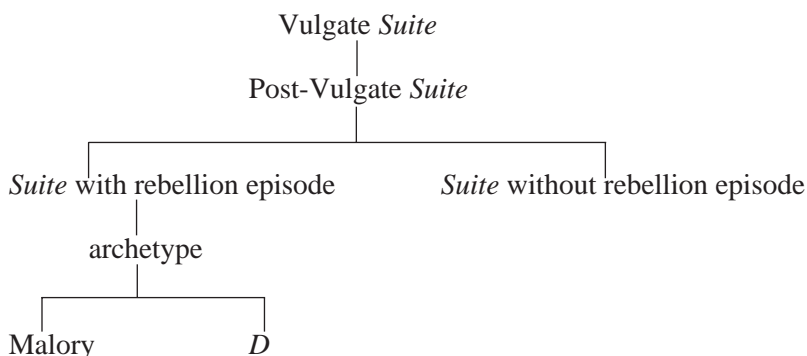 Vulgate Suite
Post-Vulgate Suite
Suite with rebellion episode
Suite without rebellion episode
archetype
Malory
D